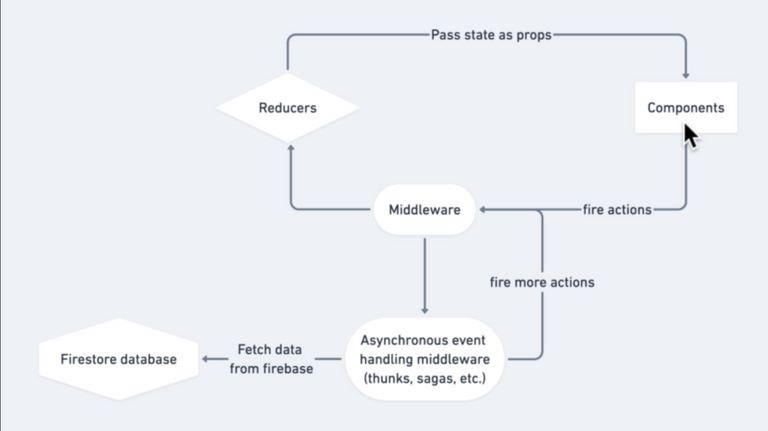 Pass state as props
Reducers
Components
Middleware
fire actions
fire more actions
Firestore database
Fetch data
from firebase
Asynchronous event
handling middleware
(thunks, sagas, etc.)